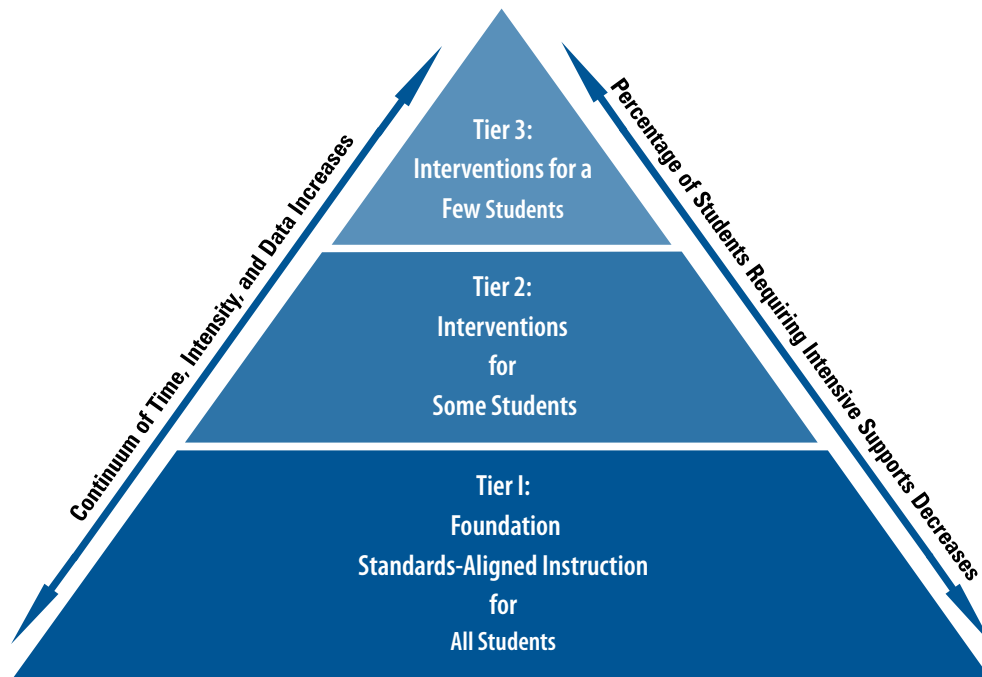 Continuum of Time, Intensity, and Data Increases
Percentage of Students Requiring Intensive Supports Decreases
Tier 3:
Interventions for a
Few Students
Tier 2:
Interventions
for
Some Students
Tier I:
Foundation
Standards-Aligned Instruction
for
All Students